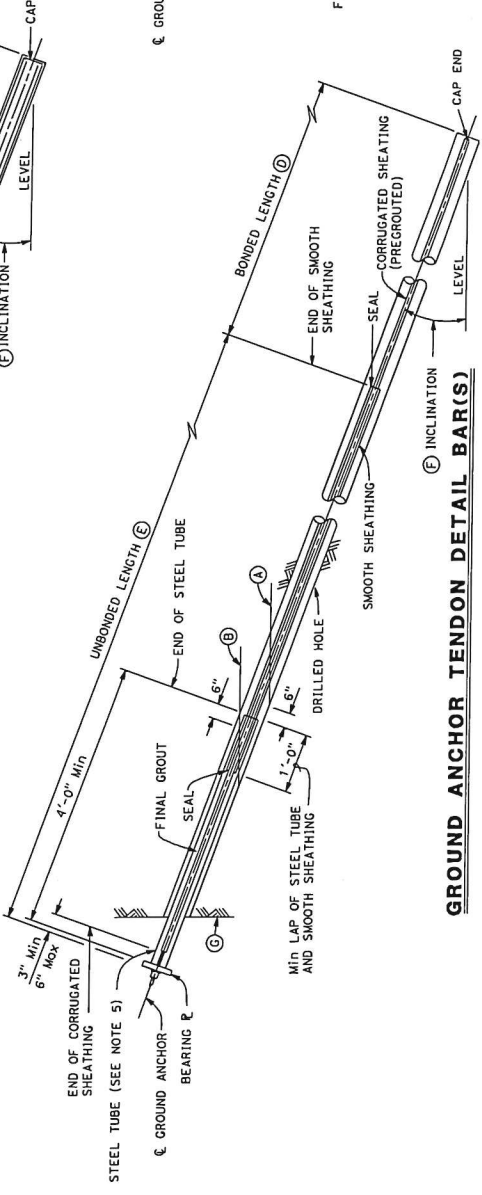 CAP
LEVEL
Ⓕ INCLINATION
℄ GROU
F
BONDED LENGTH Ⓓ
UNBONDED LENGTH Ⓔ
4'-0" Min
3" Min
6" Max
END OF CORRUGATED
SHEATHING
STEEL TUBE (SEE NOTE 5)
℄ GROUND ANCHOR
BEARING ⅊
Ⓖ
FINAL GROUT
SEAL
END OF STEEL TUBE
6"
Ⓑ
Ⓐ
6"
1'-0"
Min LAP OF STEEL TUBE
AND SMOOTH SHEATHING
DRILLED HOLE
SMOOTH SHEATHING
END OF SMOOTH
SHEATHING
SEAL
CORRUGATED SHEATING
(PREGROUTED)
CAP END
LEVEL
Ⓕ INCLINATION
GROUND ANCHOR TENDON DETAIL BAR(S)